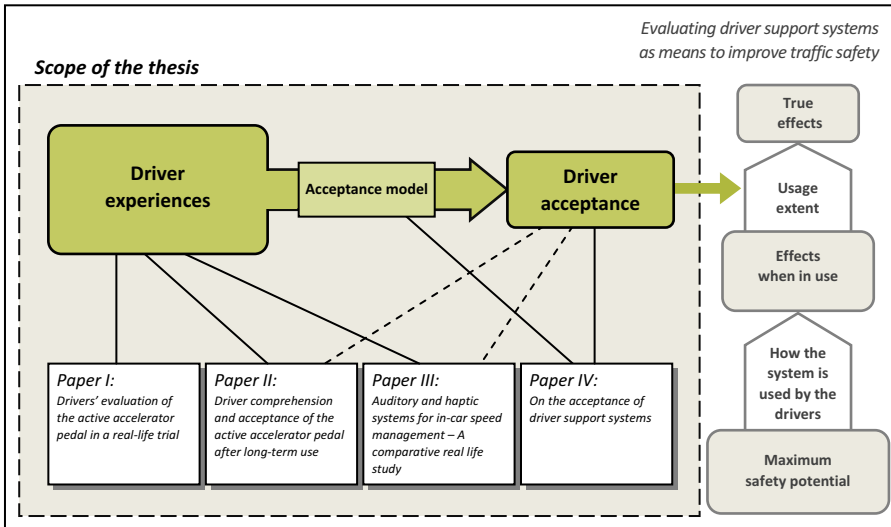 Evaluating driver support systems
as means to improve traffic safety
Scope of the thesis
Driver
experiences
Acceptance model
Driver
acceptance
True
effects
Usage
extent
Effects
when in use
How the
system is
used by the
drivers
Maximum
safety potential
Paper I:
Drivers’ evaluation
of the active
accelerator
pedal in a real-life trial
Paper II:
Driver comprehension
and acceptance of the
active accelerator pedal
after long-term use
Paper III:
Auditory and haptic
systems for in-car speed
management – A
comparative real life
study
Paper IV:
On the acceptance of
driver support systems